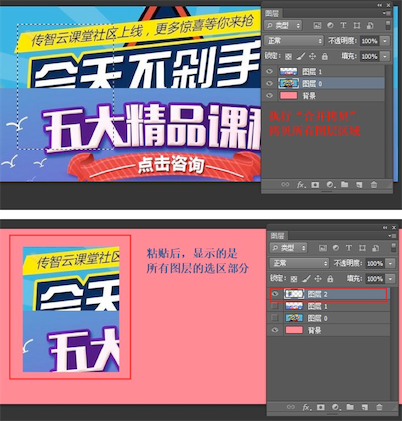 传智云课堂社区上线，更多惊喜等你来抢
今天不剁手
五大精品课程
点击咨询
图层
类型
正常
不透明度： 100%
锁定：
填充： 100%
图层 1
图层 0
背景
执行“合并拷贝”
拷贝所有图层区域
传智云课堂社区
今天
五大
粘贴后，显示的是
所有图层的选区部分
图层
类型
正常
不透明度： 100%
锁定：
填充： 100%
图层 2
图层 1
图层 0
背景